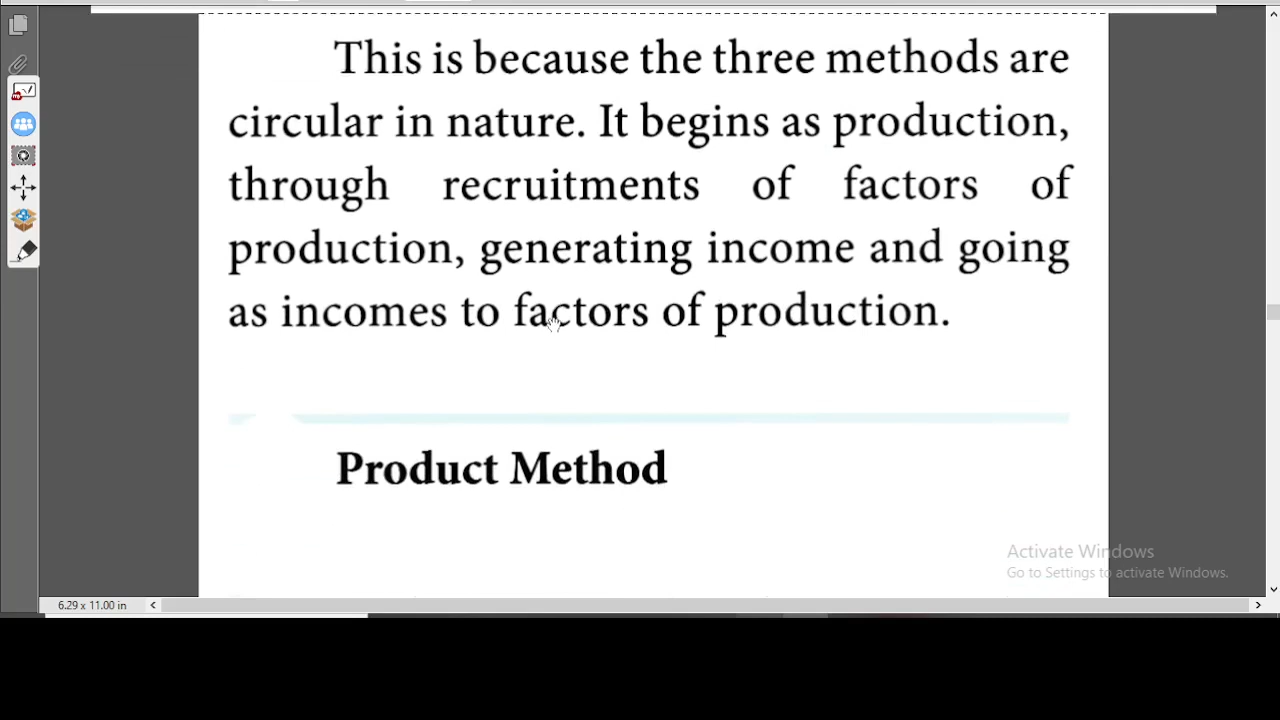 This is because the three methods are
circular in nature. It begins as production,
through recruitments of factors of
production, generating income and going
as incomes to factors of production.
Product Method
Activate Windows
Go to Settings to activate Windows.
6.29 x 11.00 in